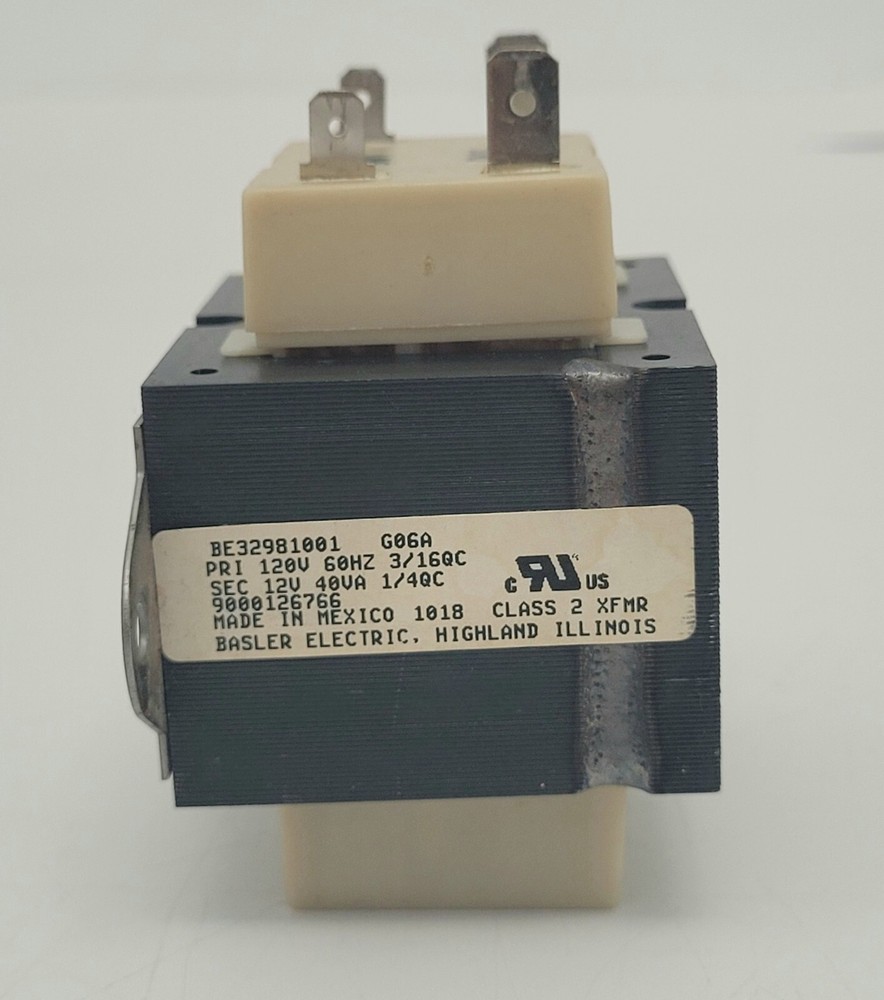 BE32981001 G06A
PRI 120V 60HZ 3/16QC
SEC 12V 40VA 1/4QC
9000126766
MADE IN MEXICO 1018 CLASS 2 XFMR
BASLER ELECTRIC, HIGHLAND ILLINOIS
c RU US